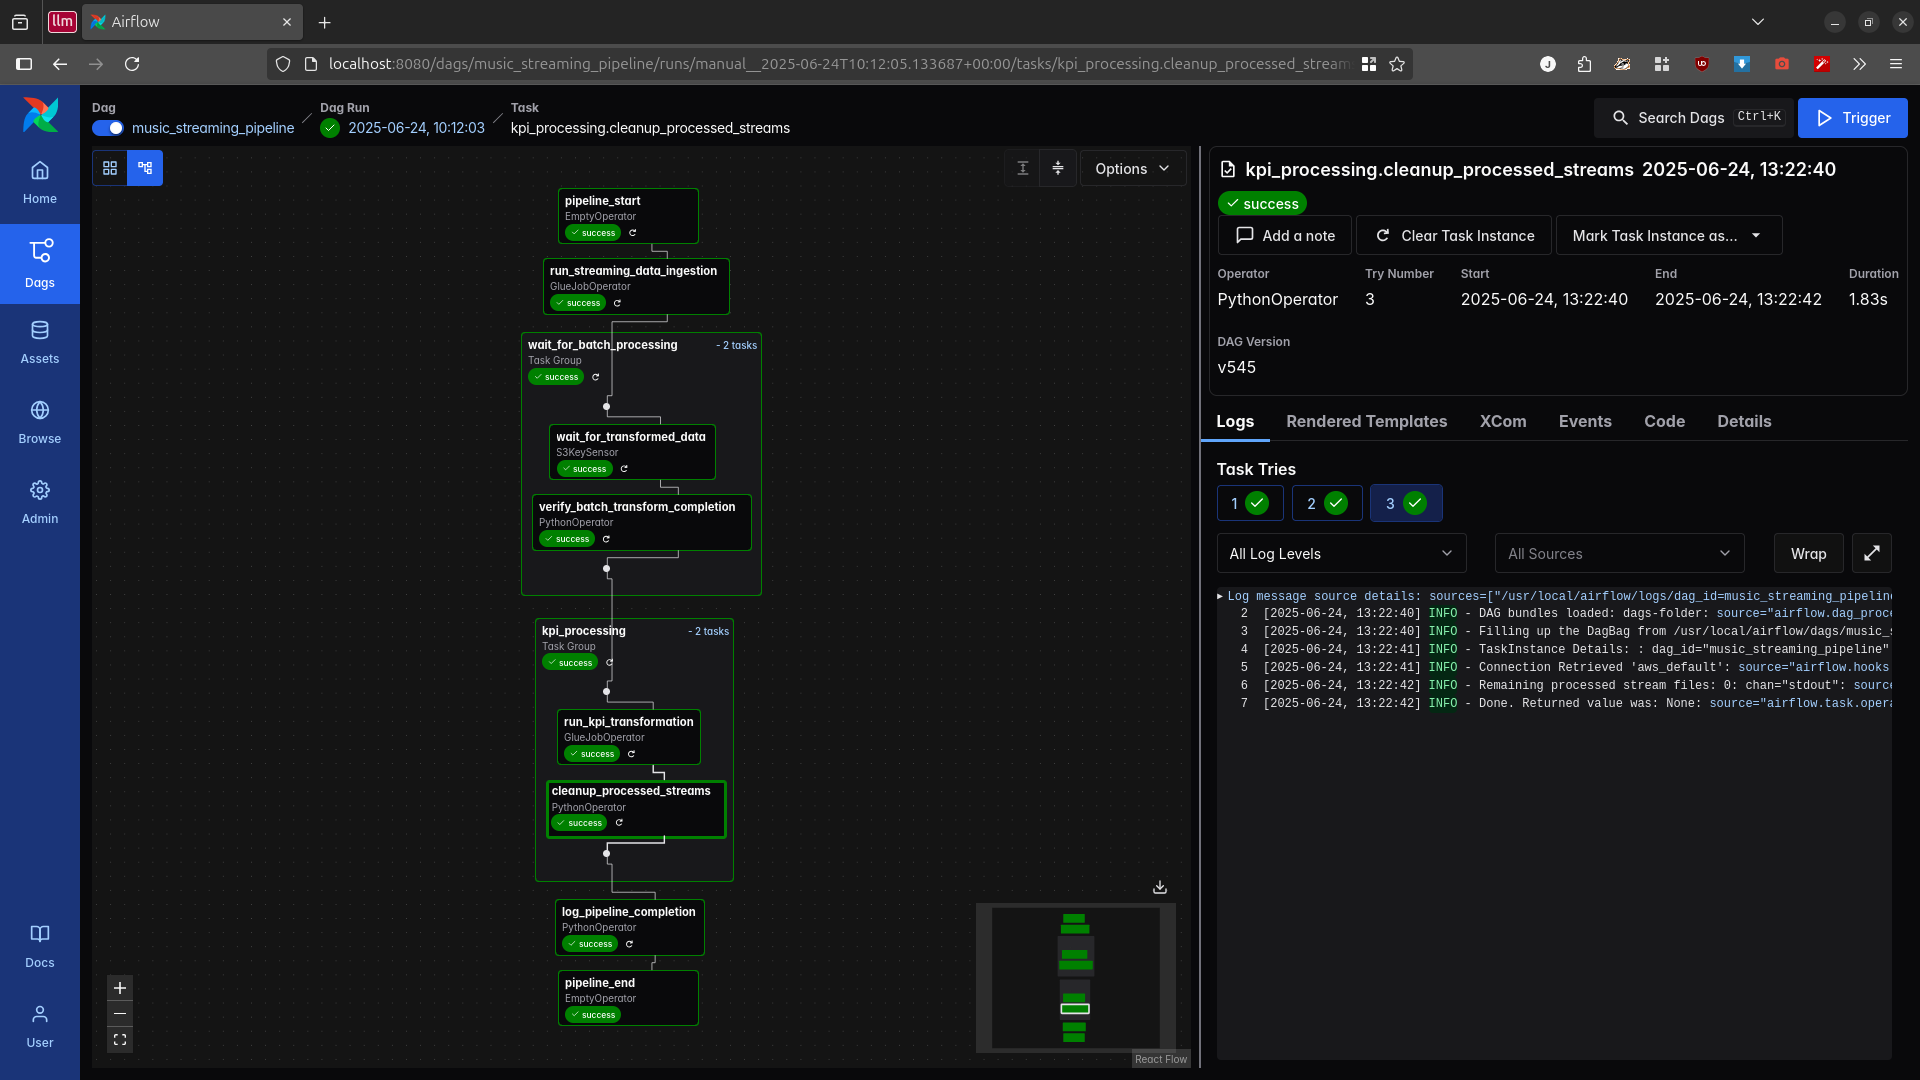 llm
Airflow
localhost:8080/dags/music_streaming_pipeline/runs/manual__2025-06-24T10:12:05.133687+00:00/tasks/kpi_processing.cleanup_processed_stream
Dag
music_streaming_pipeline
Dag Run
2025-06-24, 10:12:03
Task
kpi_processing.cleanup_processed_streams
Search Dags Ctrl+K
Trigger
Home
Dags
Assets
Browse
Admin
Docs
User
Options
pipeline_start
EmptyOperator
success
run_streaming_data_ingestion
GlueJobOperator
success
wait_for_batch_processing - 2 tasks
Task Group
success
wait_for_transformed_data
S3KeySensor
success
verify_batch_transform_completion
PythonOperator
success
kpi_processing - 2 tasks
Task Group
success
run_kpi_transformation
GlueJobOperator
success
cleanup_processed_streams
PythonOperator
success
log_pipeline_completion
PythonOperator
success
pipeline_end
EmptyOperator
success
React Flow
kpi_processing.cleanup_processed_streams 2025-06-24, 13:22:40
success
Add a note
Clear Task Instance
Mark Task Instance as...
Operator Try Number Start End Duration
PythonOperator 3 2025-06-24, 13:22:40 2025-06-24, 13:22:42 1.83s
DAG Version
v545
Logs Rendered Templates XCom Events Code Details
Task Tries
1 2 3
All Log Levels All Sources Wrap
Log message source details: sources=["/usr/local/airflow/logs/dag_id=music_streaming_pipeline
2 [2025-06-24, 13:22:40] INFO - DAG bundles loaded: dags-folder: source="airflow.dag_proce
3 [2025-06-24, 13:22:40] INFO - Filling up the DagBag from /usr/local/airflow/dags/music_s
4 [2025-06-24, 13:22:41] INFO - TaskInstance Details: : dag_id="music_streaming_pipeline"
5 [2025-06-24, 13:22:41] INFO - Connection Retrieved 'aws_default': source="airflow.hooks
6 [2025-06-24, 13:22:42] INFO - Remaining processed stream files: 0: chan="stdout": source
7 [2025-06-24, 13:22:42] INFO - Done. Returned value was: None: source="airflow.task.opera